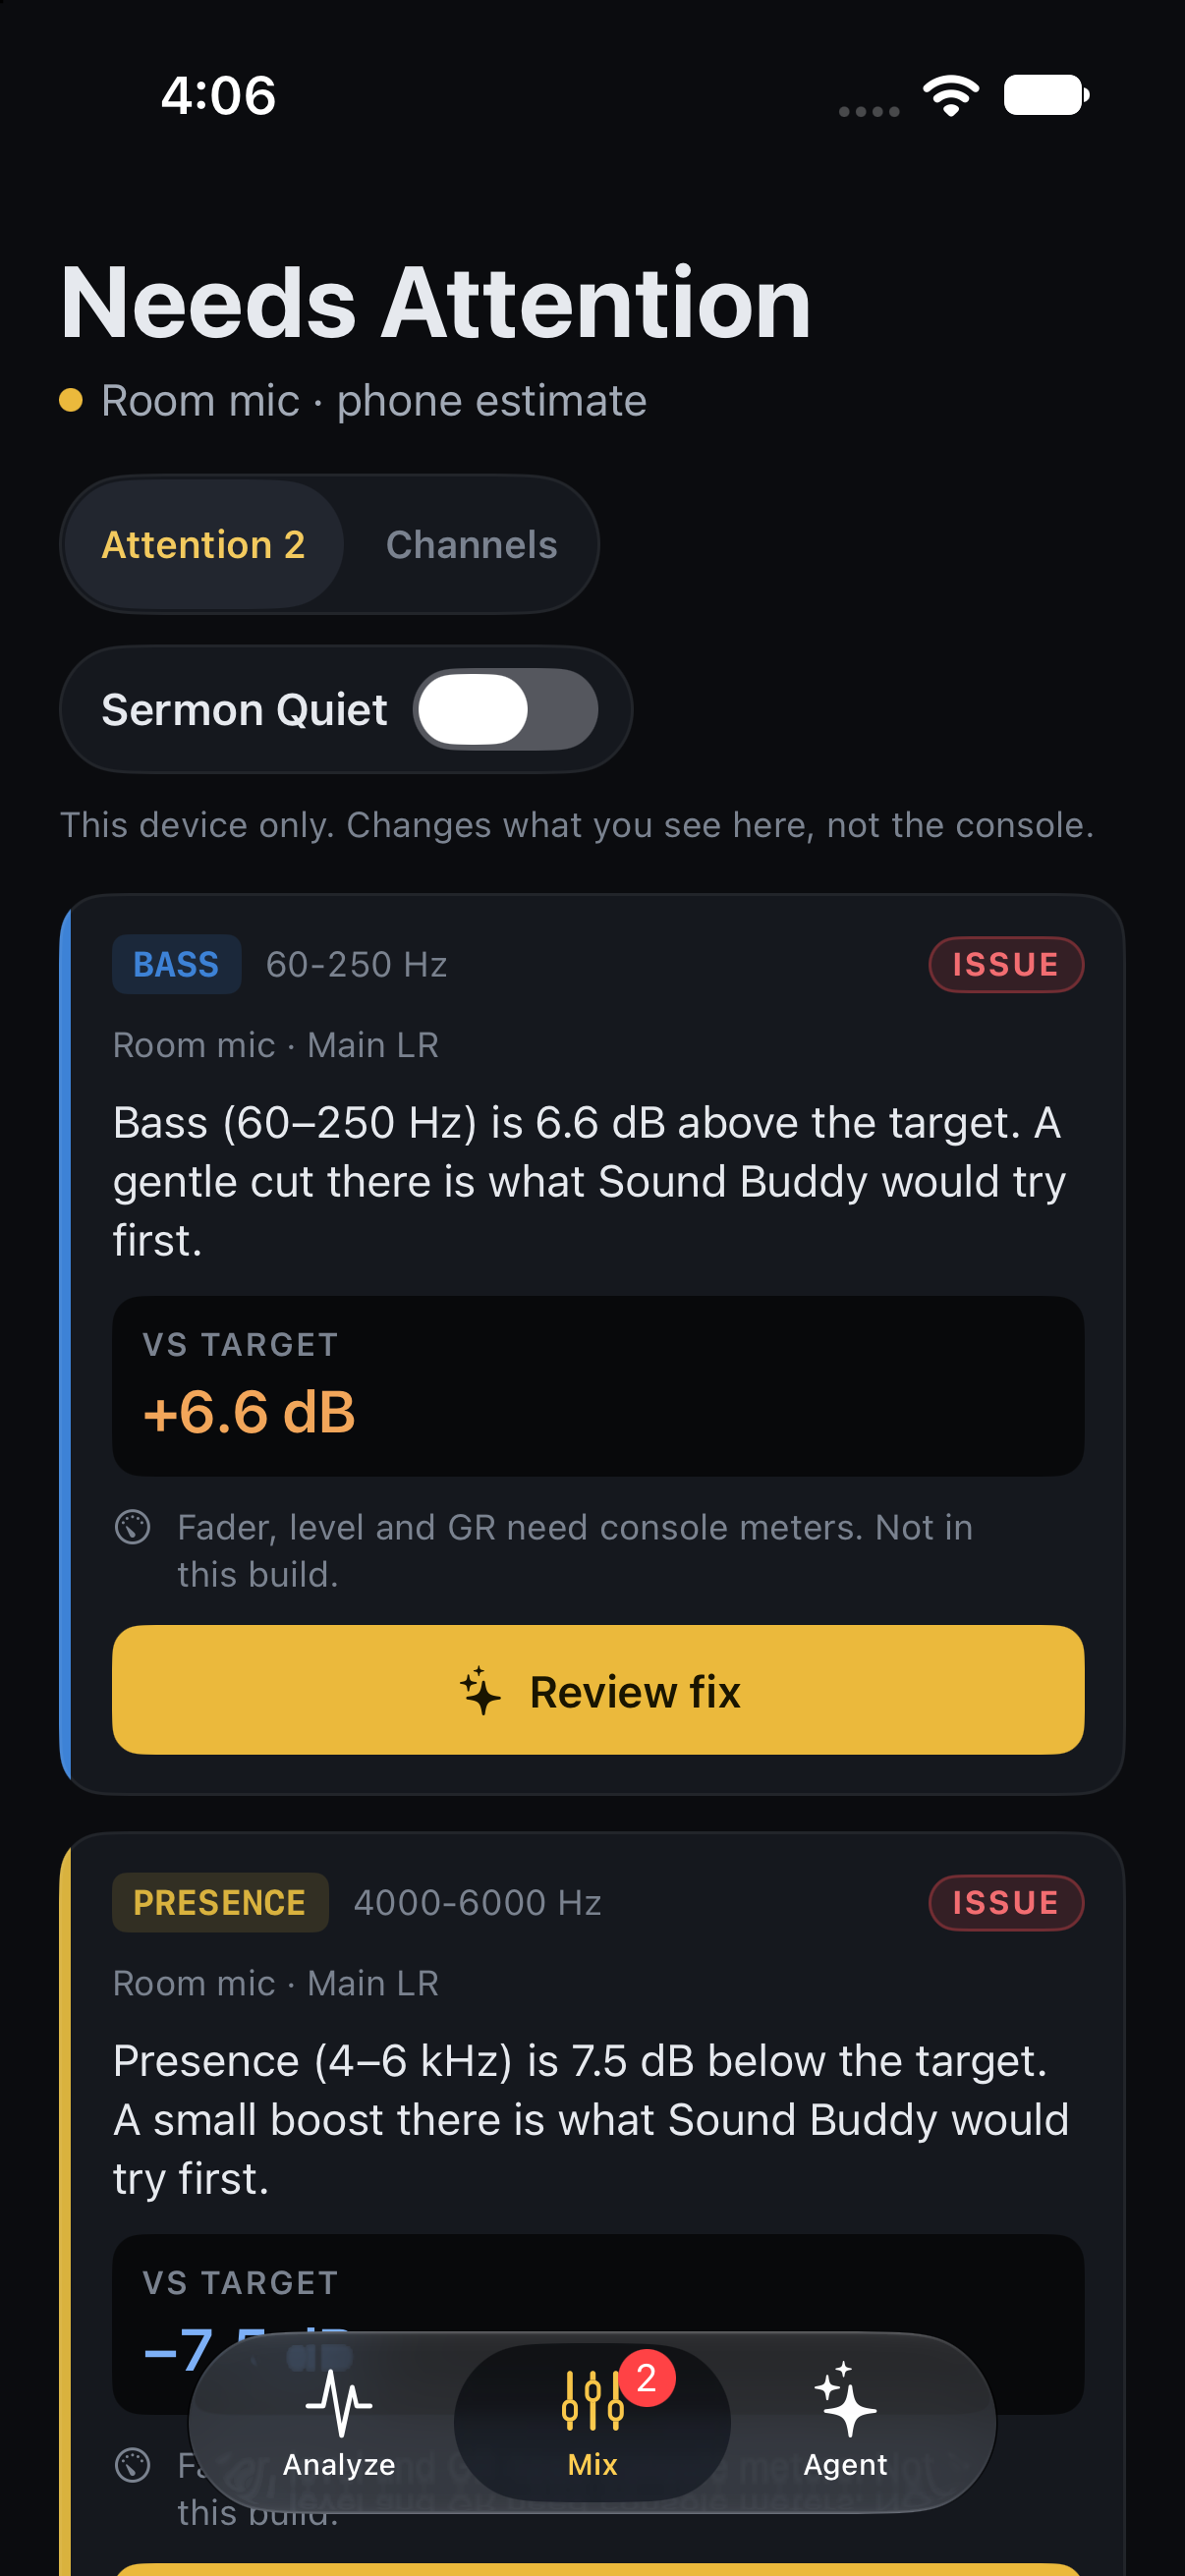 4:06
Needs Attention
Room mic · phone estimate
Attention 2 Channels
Sermon Quiet
This device only. Changes what you see here, not the console.
BASS 60-250 Hz ISSUE
Room mic · Main LR
Bass (60–250 Hz) is 6.6 dB above the target. A
gentle cut there is what Sound Buddy would try
first.
VS TARGET
+6.6 dB
Fader, level and GR need console meters. Not in
this build.
Review fix
PRESENCE 4000-6000 Hz ISSUE
Room mic · Main LR
Presence (4–6 kHz) is 7.5 dB below the target.
A small boost there is what Sound Buddy would
try first.
VS TARGET
−7.5 dB
2
Analyze Mix Agent
this build.